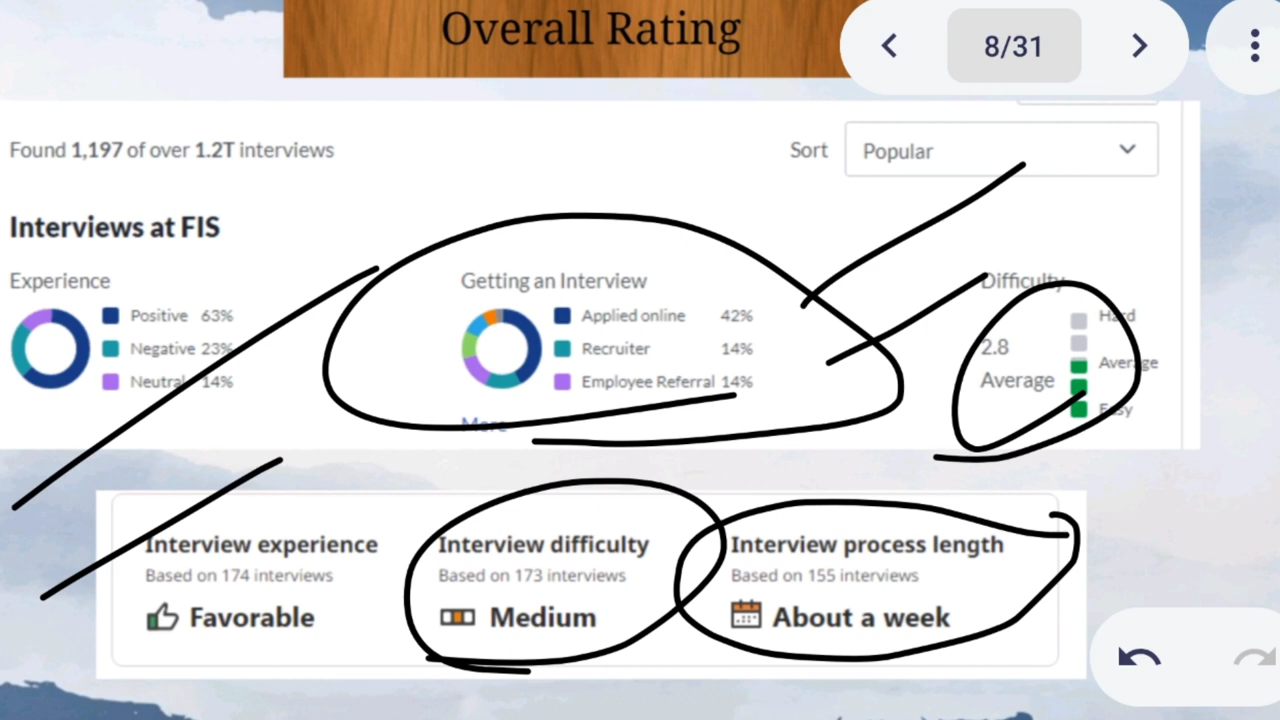 Overall Rating
8/31
Found 1,197 of over 1.2T interviews
Sort
Popular
Interviews at FIS
Experience
Positive 63%
Negative 23%
Neutral 14%
Getting an Interview
Applied online 42%
Recruiter 14%
Employee Referral 14%
More
Difficulty
2.8
Average
Hard
Average
Easy
Interview experience
Based on 174 interviews
Favorable
Interview difficulty
Based on 173 interviews
Medium
Interview process length
Based on 155 interviews
About a week